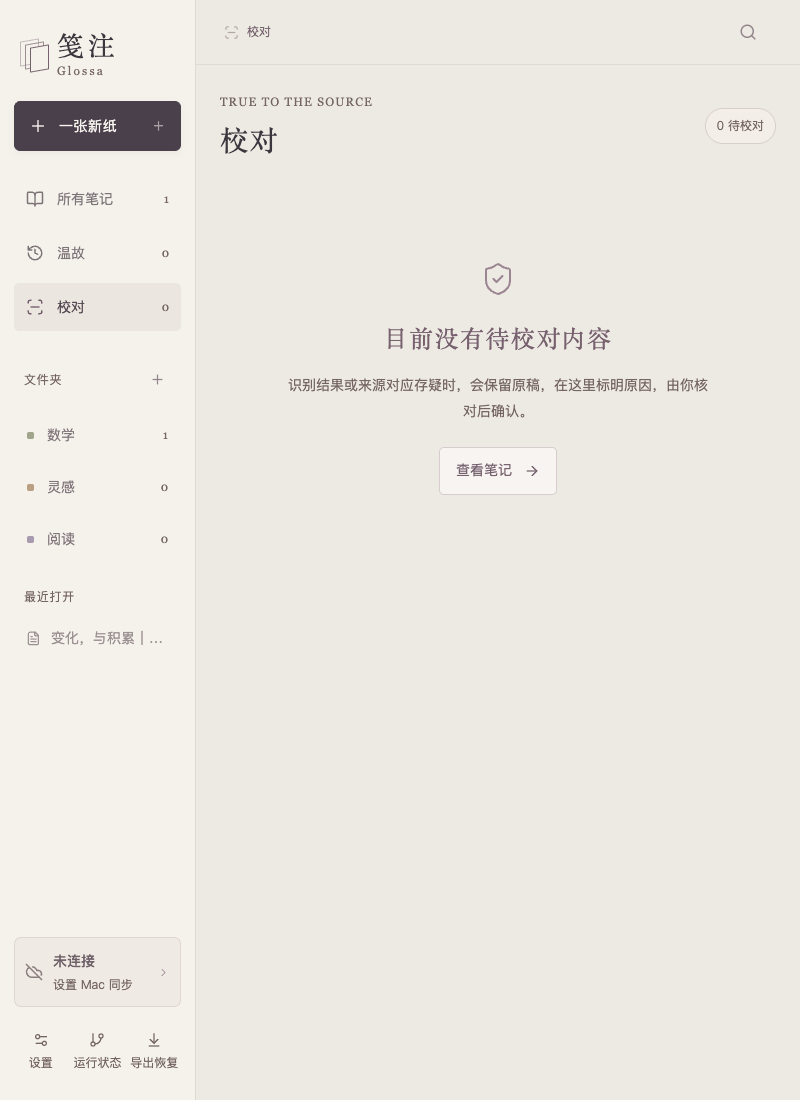 笺注
Glossa
一张新纸
所有笔记 1
温故 0
校对 0
文件夹
数学 1
灵感 0
阅读 0
最近打开
变化，与积累 | …
未连接
设置 Mac 同步
设置
运行状态
导出恢复
校对
TRUE TO THE SOURCE
校对
0 待校对
目前没有待校对内容
识别结果或来源对应存疑时，会保留原稿，在这里标明原因，由你核
对后确认。
查看笔记